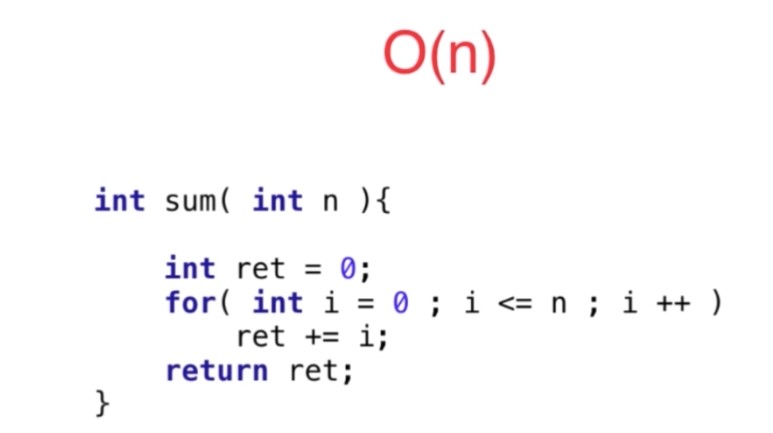 O(n)
int sum( int n ){
int ret = 0;
for( int i = 0 ; i <= n ; i ++ )
ret += i;
return ret;
}